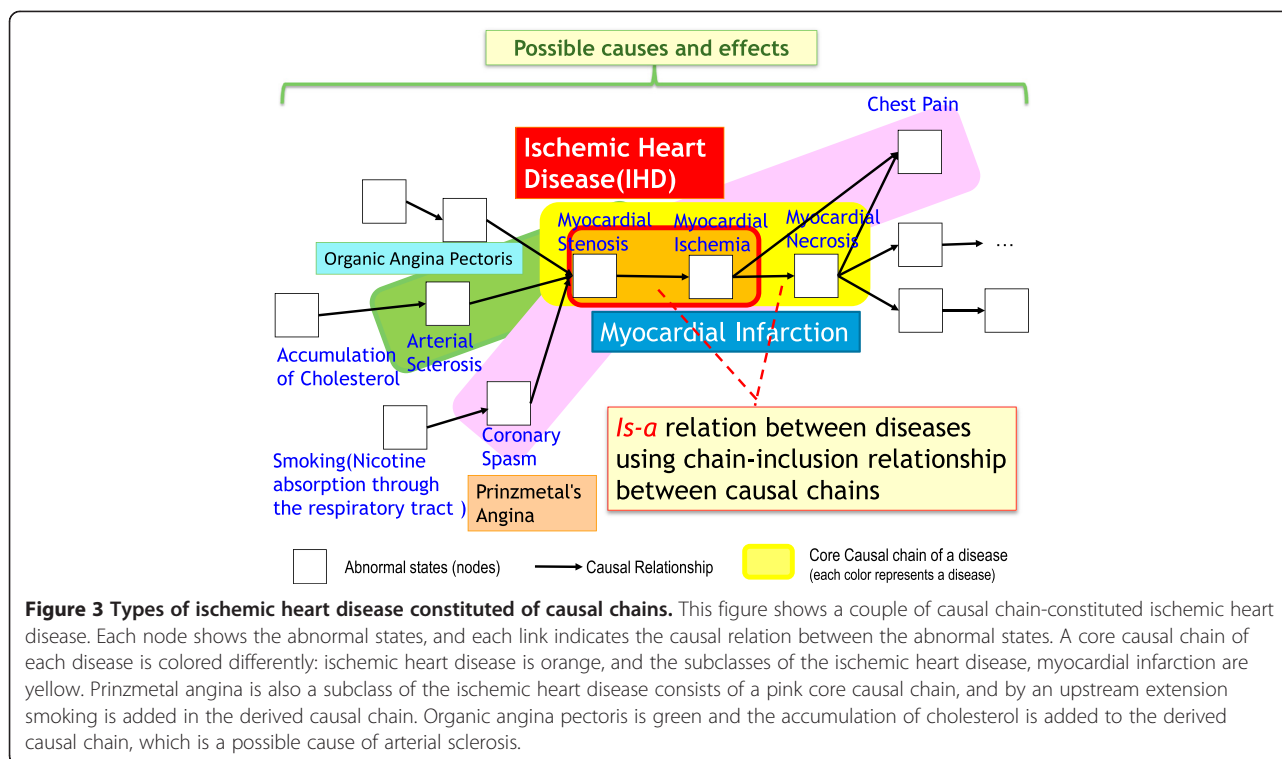 Possible causes and effects
Chest Pain
Ischemic Heart
Disease(IHD)
Myocardial
Stenosis
Myocardial
Ischemia
Myocardial
Necrosis
Organic Angina Pectoris
...
Myocardial Infarction
Accumulation
of Cholesterol
Arterial
Sclerosis
Coronary
Spasm
Smoking(Nicotine
absorption through
the respiratory tract )
Prinzmetal's
Angina
Is-a relation between diseases
using chain-inclusion relationship
between causal chains
Abnormal states (nodes)
Causal Relationship
Core Causal chain of a disease
(each color represents a disease)
Figure 3 Types of ischemic heart disease constituted of causal chains. This figure shows a couple of causal chain-constituted ischemic heart
disease. Each node shows the abnormal states, and each link indicates the causal relation between the abnormal states. A core causal chain of
each disease is colored differently: ischemic heart disease is orange, and the subclasses of the ischemic heart disease, myocardial infarction are
yellow. Prinzmetal angina is also a subclass of the ischemic heart disease consists of a pink core causal chain, and by an upstream extension
smoking is added in the derived causal chain. Organic angina pectoris is green and the accumulation of cholesterol is added to the derived
causal chain, which is a possible cause of arterial sclerosis.